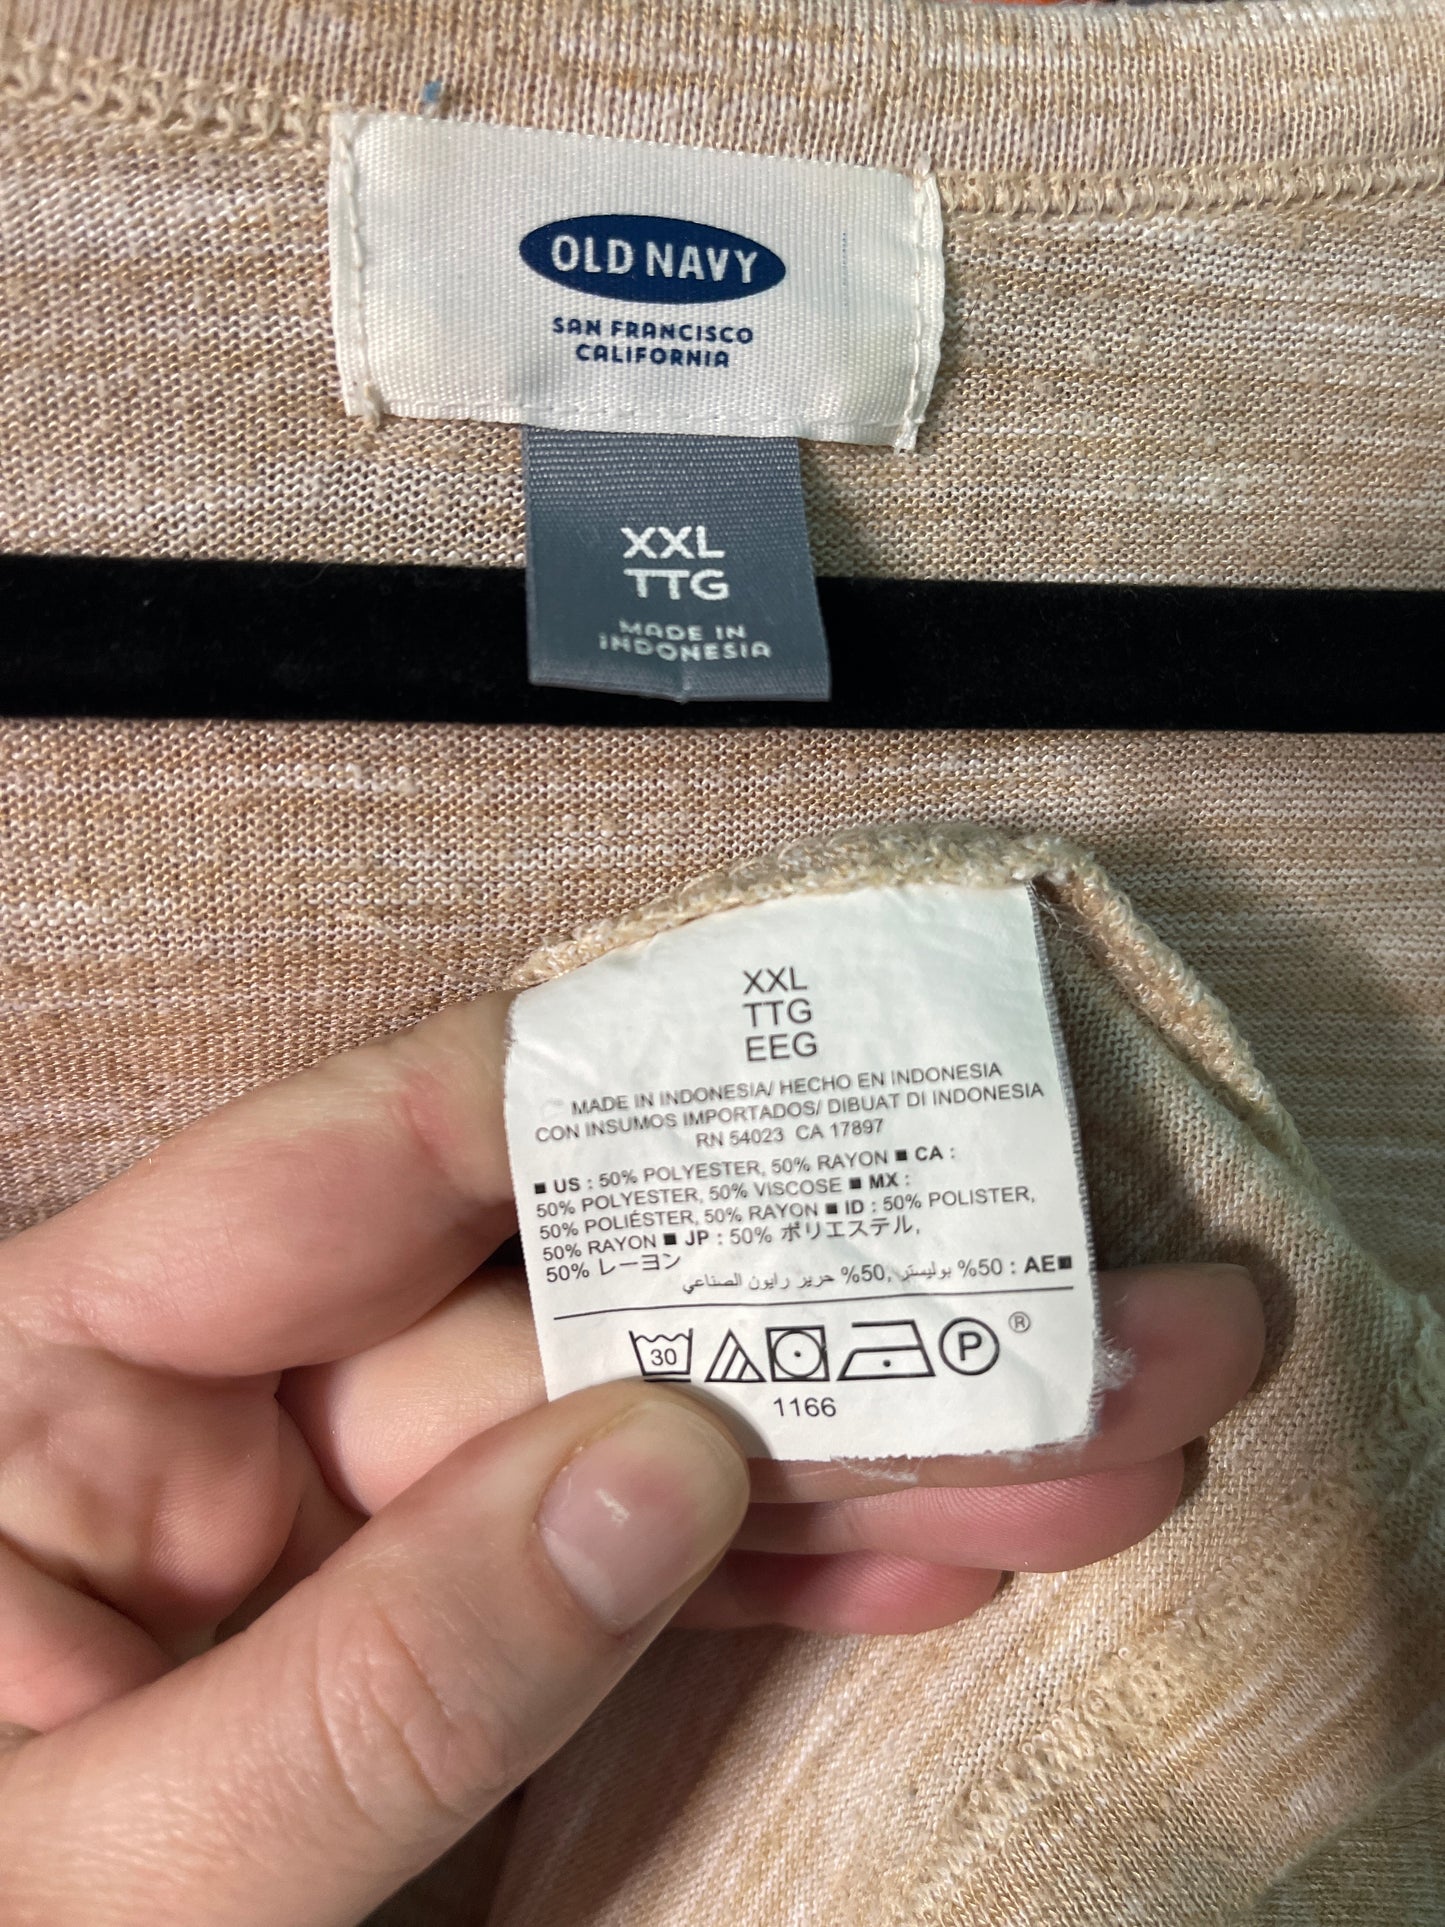 OLD NAVY
SAN FRANCISCO
CALIFORNIA
XXL
TTG
MADE IN
INDONESIA
XXL
TTG
EEG
MADE IN INDONESIA/ HECHO EN INDONESIA
CON INSUMOS IMPORTADOS/ DIBUAT DI INDONESIA
RN 54023 CA 17897
■ US : 50% POLYESTER, 50% RAYON ■ CA :
50% POLYESTER, 50% VISCOSE ■ MX :
50% POLIÉSTER, 50% RAYON ■ ID : 50% POLISTER,
50% RAYON ■ JP : 50% ポリエステル,
50% レーヨン
■AE : 50% بوليستر, 50% حرير رايون الصناعي
30
P ®
1166